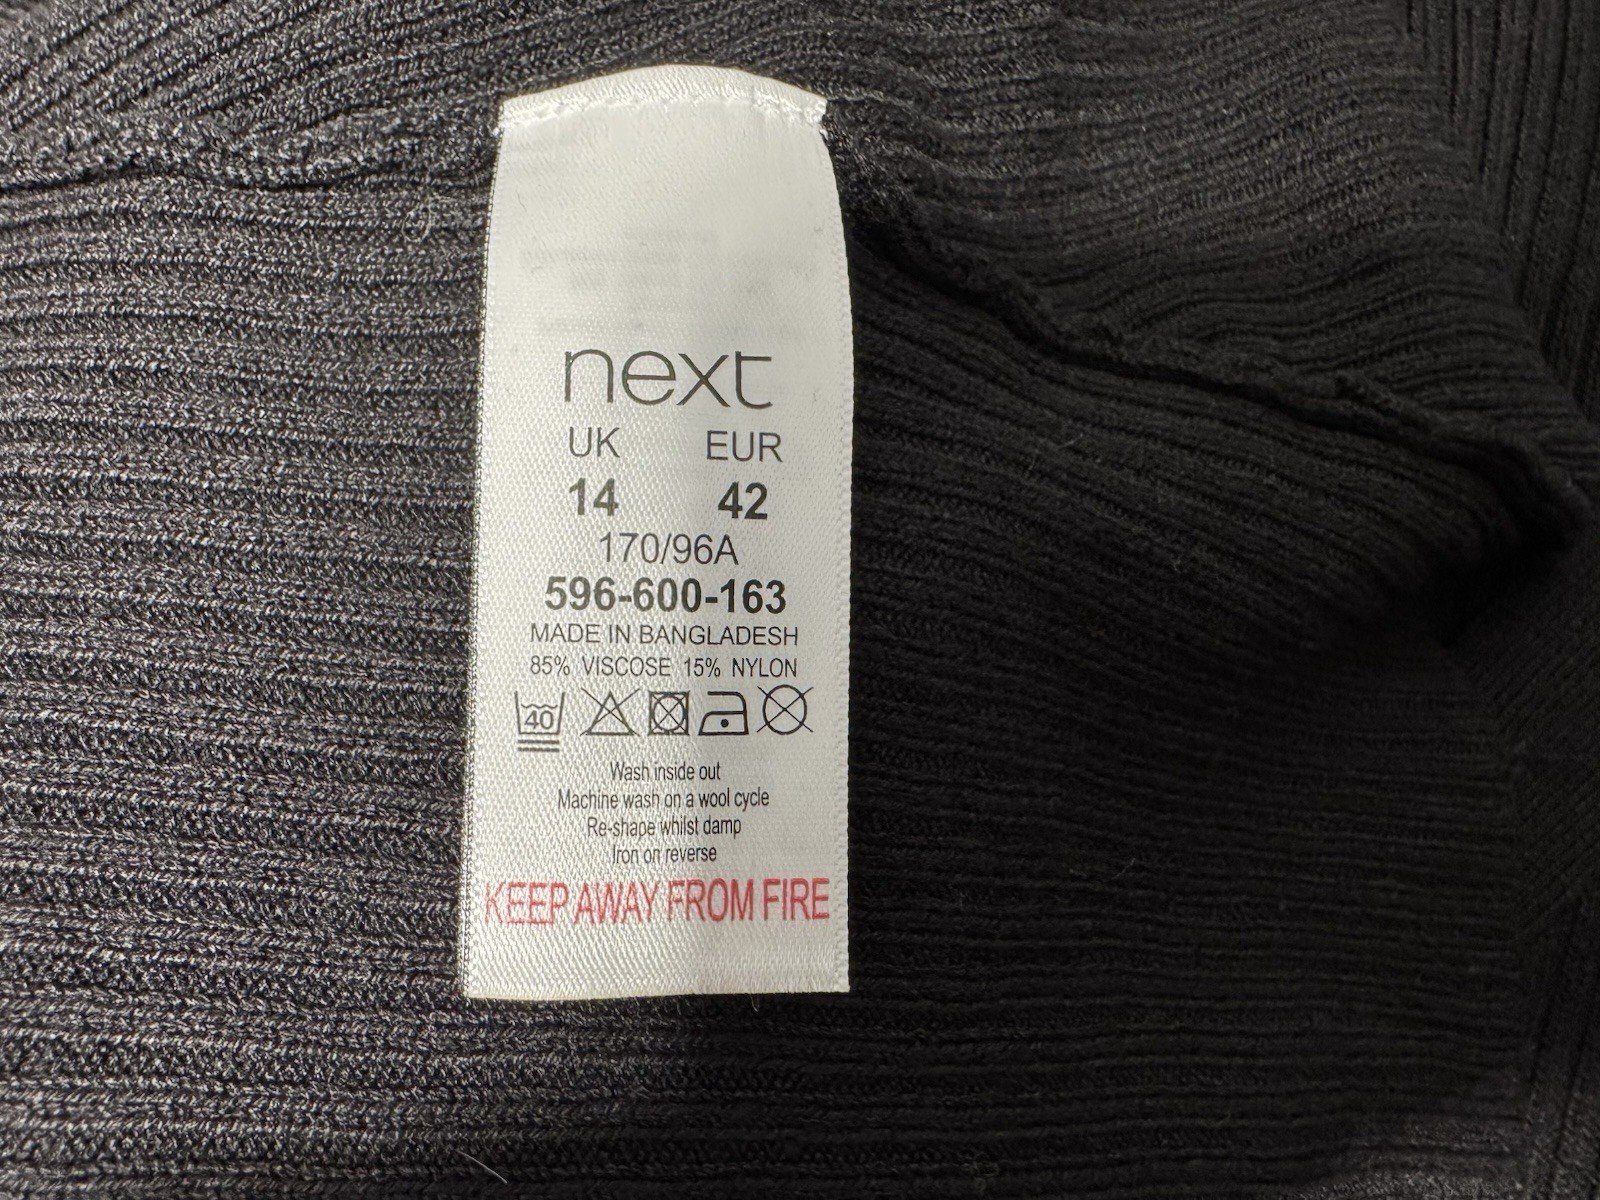 next
UK EUR
14 42
170/96A
596-600-163
MADE IN BANGLADESH
85% VISCOSE 15% NYLON
40
Wash inside out
Machine wash on a wool cycle
Re-shape whilst damp
Iron on reverse
KEEP AWAY FROM FIRE